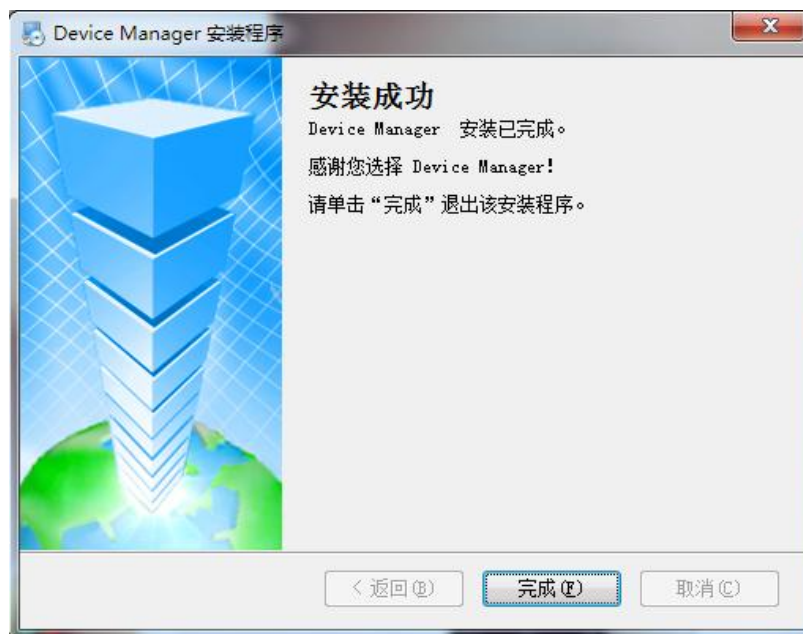 Device Manager 安装程序
安装成功
Device Manager 安装已完成。
感谢您选择 Device Manager!
请单击“完成”退出该安装程序。
< 返回(B)
完成(F)
取消(C)